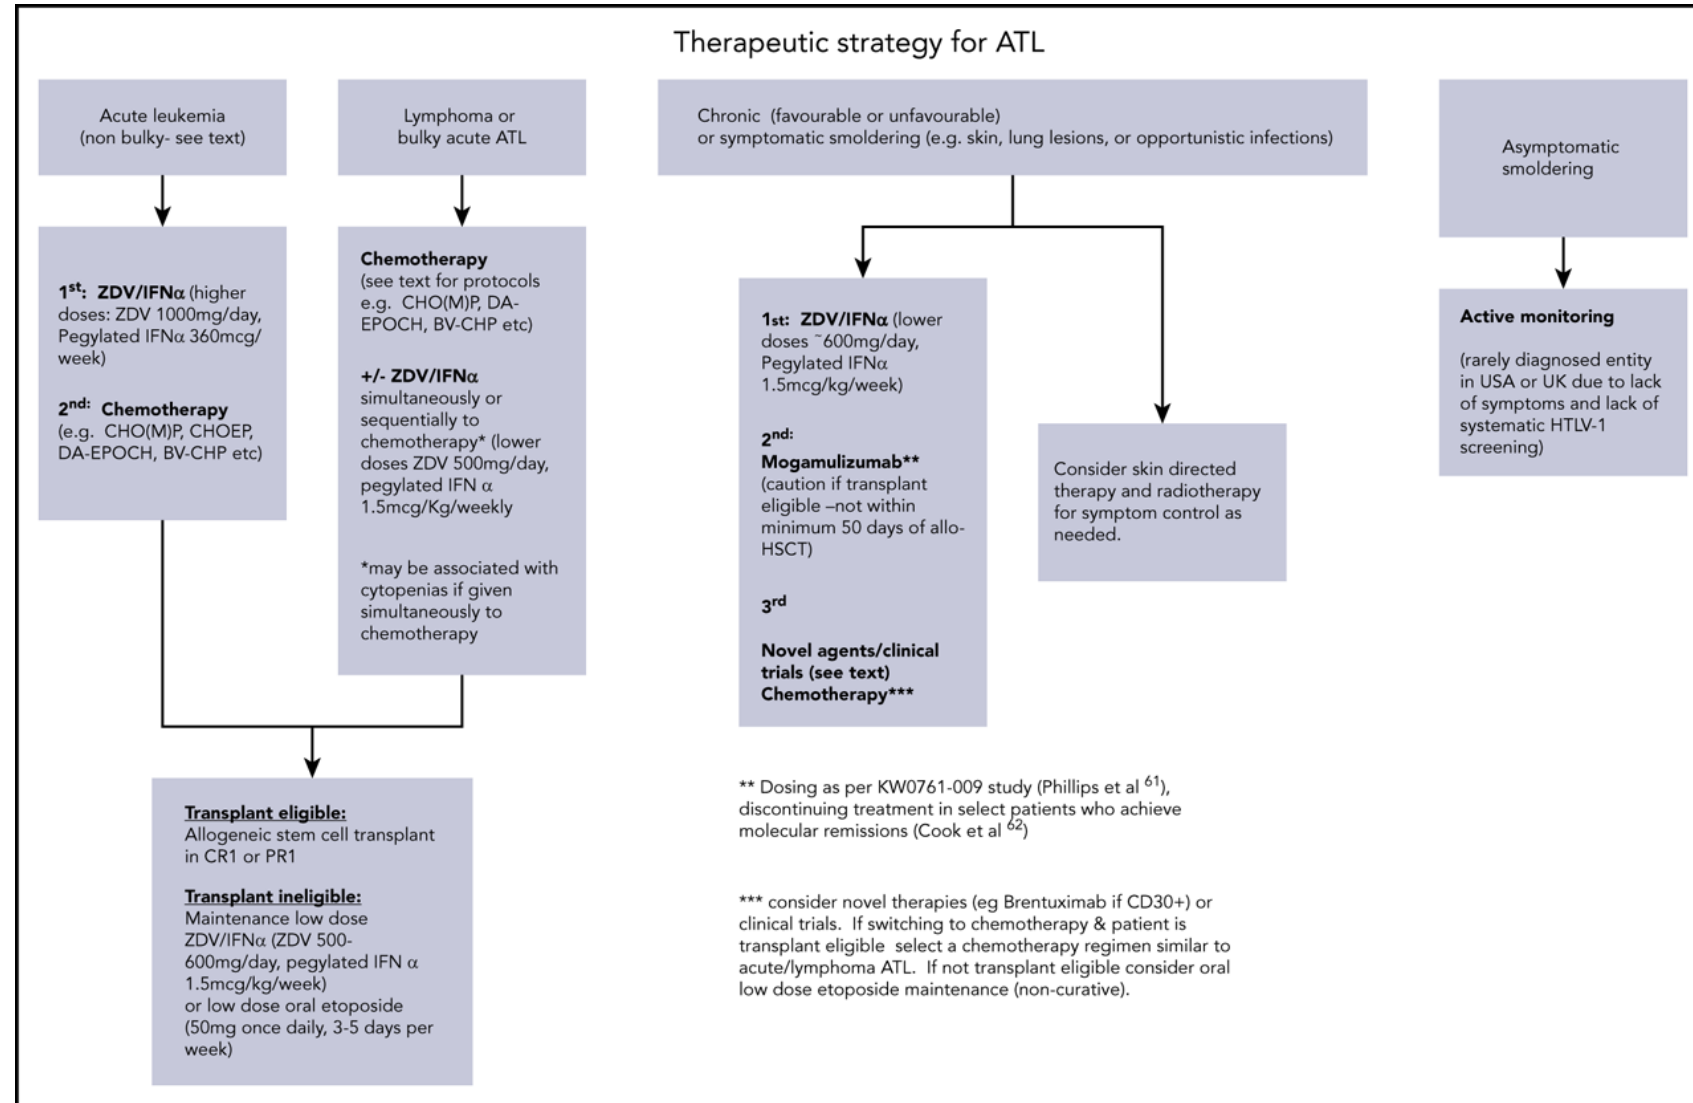 Therapeutic strategy for ATL
Acute leukemia
(non bulky- see text)
Lymphoma or
bulky acute ATL
Chronic (favourable or unfavourable)
or symptomatic smoldering (e.g. skin, lung lesions, or opportunistic infections)
Asymptomatic
smoldering
1st: ZDV/IFNα (higher
doses: ZDV 1000mg/day,
Pegylated IFNα 360mcg/
week)
2nd: Chemotherapy
(e.g. CHO(M)P, CHOEP,
DA-EPOCH, BV-CHP etc)
Chemotherapy
(see text for protocols
e.g. CHO(M)P, DA-
EPOCH, BV-CHP etc)
+/- ZDV/IFNα
simultaneously or
sequentially to
chemotherapy* (lower
doses ZDV 500mg/day,
pegylated IFN α
1.5mcg/Kg/weekly
*may be associated with
cytopenias if given
simultaneously to
chemotherapy
1st: ZDV/IFNα (lower
doses ~600mg/day,
Pegylated IFNα
1.5mcg/kg/week)
2nd:
Mogamulizumab**
(caution if transplant
eligible –not within
minimum 50 days of allo-
HSCT)
3rd
Novel agents/clinical
trials (see text)
Chemotherapy***
Consider skin directed
therapy and radiotherapy
for symptom control as
needed.
Active monitoring
(rarely diagnosed entity
in USA or UK due to lack
of symptoms and lack of
systematic HTLV-1
screening)
Transplant eligible:
Allogeneic stem cell transplant
in CR1 or PR1
Transplant ineligible:
Maintenance low dose
ZDV/IFNα (ZDV 500-
600mg/day, pegylated IFN α
1.5mcg/kg/week)
or low dose oral etoposide
(50mg once daily, 3-5 days per
week)
** Dosing as per KW0761-009 study (Phillips et al 61),
discontinuing treatment in select patients who achieve
molecular remissions (Cook et al 62)
*** consider novel therapies (eg Brentuximab if CD30+) or
clinical trials. If switching to chemotherapy & patient is
transplant eligible select a chemotherapy regimen similar to
acute/lymphoma ATL. If not transplant eligible consider oral
low dose etoposide maintenance (non-curative).